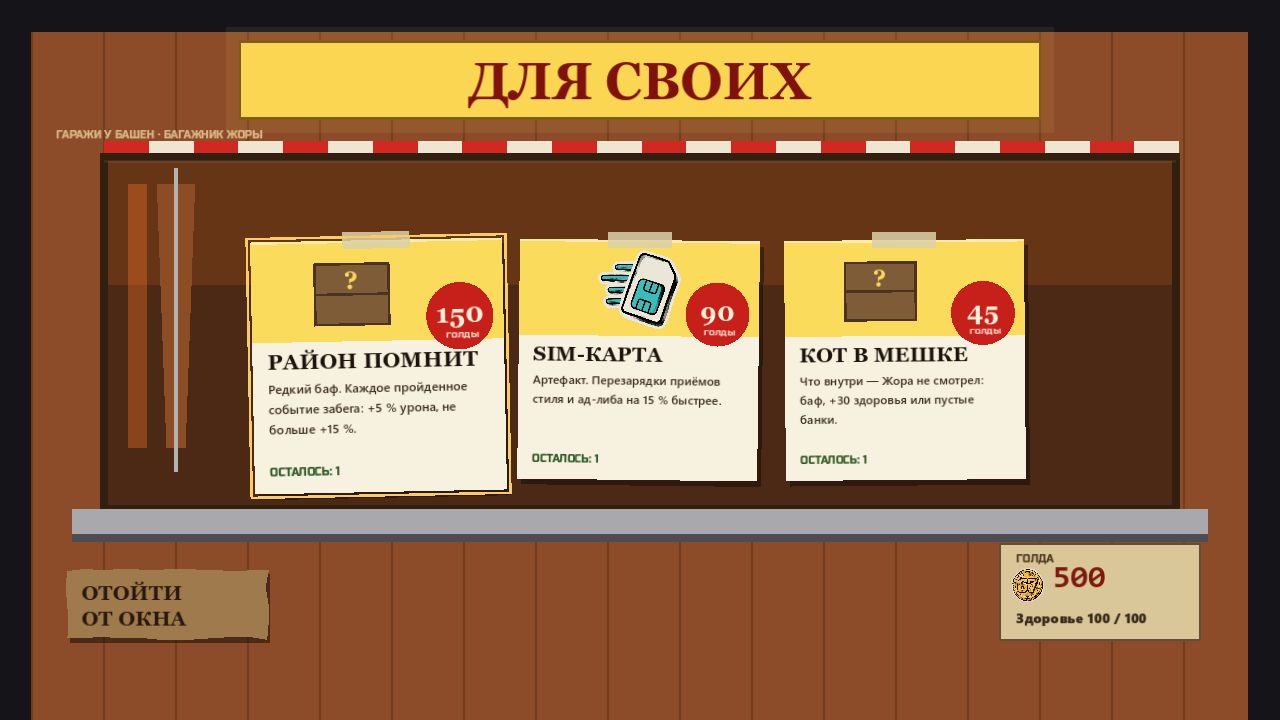 ДЛЯ СВОИХ
ГАРАЖИ У БАШЕН · БАГАЖНИК ЖОРЫ
?
150
ГОЛДЫ
РАЙОН ПОМНИТ
Редкий баф. Каждое пройденное
событие забега: +5 % урона, не
больше +15 %.
ОСТАЛОСЬ: 1
90
ГОЛДЫ
SIM-КАРТА
Артефакт. Перезарядки приёмов
стиля и ад-либа на 15 % быстрее.
ОСТАЛОСЬ: 1
?
45
ГОЛДЫ
КОТ В МЕШКЕ
Что внутри — Жора не смотрел:
баф, +30 здоровья или пустые
банки.
ОСТАЛОСЬ: 1
ОТОЙТИ
ОТ ОКНА
ГОЛДА
67
500
Здоровье 100 / 100